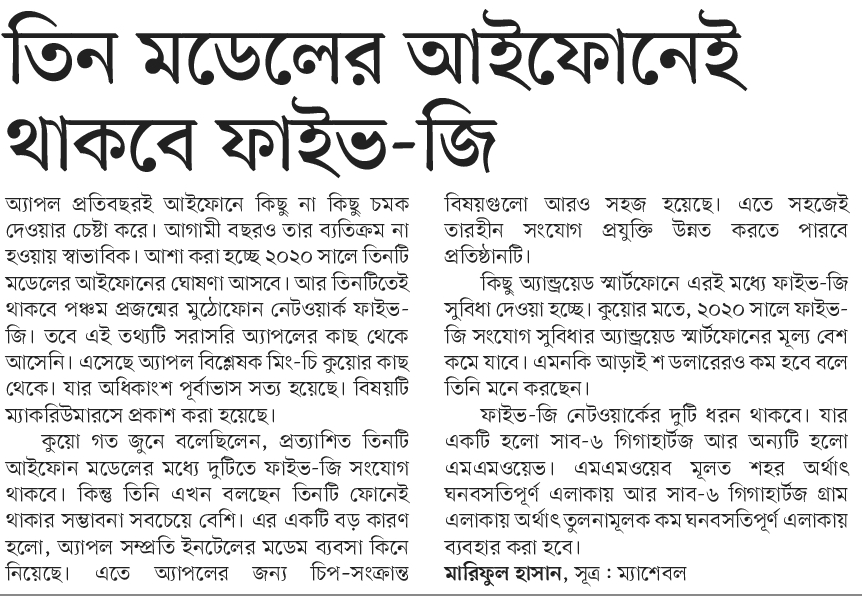 তিন মডেলের আইফোনেই
থাকবে ফাইভ-জি
অ্যাপল প্রতিবছরই আইফোনে কিছু না কিছু চমক
দেওয়ার চেষ্টা করে। আগামী বছরও তার ব্যতিক্রম না
হওয়ায় স্বাভাবিক। আশা করা হচ্ছে ২০২০ সালে তিনটি
মডেলের আইফোনের ঘোষণা আসবে। আর তিনটিতেই
থাকবে পঞ্চম প্রজন্মের মুঠোফোন নেটওয়ার্ক ফাইভ-
জি। তবে এই তথ্যটি সরাসরি অ্যাপলের কাছ থেকে
আসেনি। এসেছে অ্যাপল বিশ্লেষক মিং-চি কুয়োর কাছ
থেকে। যার অধিকাংশ পূর্বাভাস সত্য হয়েছে। বিষয়টি
ম্যাকরিউমারসে প্রকাশ করা হয়েছে।
কুয়ো গত জুনে বলেছিলেন, প্রত্যাশিত তিনটি
আইফোন মডেলের মধ্যে দুটিতে ফাইভ-জি সংযোগ
থাকবে। কিন্তু তিনি এখন বলছেন তিনটি ফোনেই
থাকার সম্ভাবনা সবচেয়ে বেশি। এর একটি বড় কারণ
হলো, অ্যাপল সম্প্রতি ইনটেলের মডেম ব্যবসা কিনে
নিয়েছে। এতে অ্যাপলের জন্য চিপ-সংক্রান্ত
বিষয়গুলো আরও সহজ হয়েছে। এতে সহজেই
তারহীন সংযোগ প্রযুক্তি উন্নত করতে পারবে
প্রতিষ্ঠানটি।
কিছু অ্যান্ড্রয়েড স্মার্টফোনে এরই মধ্যে ফাইভ-জি
সুবিধা দেওয়া হচ্ছে। কুয়োর মতে, ২০২০ সালে ফাইভ-
জি সংযোগ সুবিধার অ্যান্ড্রয়েড স্মার্টফোনের মূল্য বেশ
কমে যাবে। এমনকি আড়াই শ ডলারেরও কম হবে বলে
তিনি মনে করছেন।
ফাইভ-জি নেটওয়ার্কের দুটি ধরন থাকবে। যার
একটি হলো সাব-৬ গিগাহার্টজ আর অন্যটি হলো
এমএমওয়েভ। এমএমওয়েব মূলত শহর অর্থাৎ
ঘনবসতিপূর্ণ এলাকায় আর সাব-৬ গিগাহার্টজ গ্রাম
এলাকায় অর্থাৎ তুলনামূলক কম ঘনবসতিপূর্ণ এলাকায়
ব্যবহার করা হবে।
মারিফুল হাসান, সূত্র : ম্যাশেবল